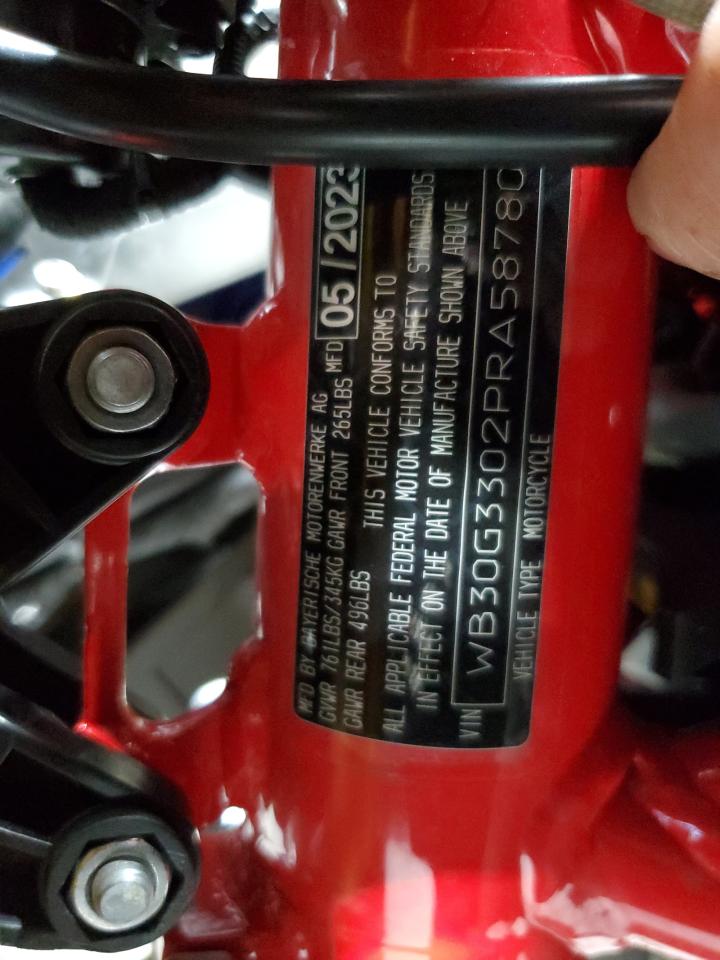 MFD BY BAYERISCHE MOTORENWERKE AG MFD 05/2023
GVWR 761LBS/345KG GAWR FRONT 265LBS
GAWR REAR 496LBS
THIS VEHICLE CONFORMS TO
ALL APPLICABLE FEDERAL MOTOR VEHICLE SAFETY STANDARDS
IN EFFECT ON THE DATE OF MANUFACTURE SHOWN ABOVE
VIN WB30G3302PRA58780
VEHICLE TYPE MOTORCYCLE